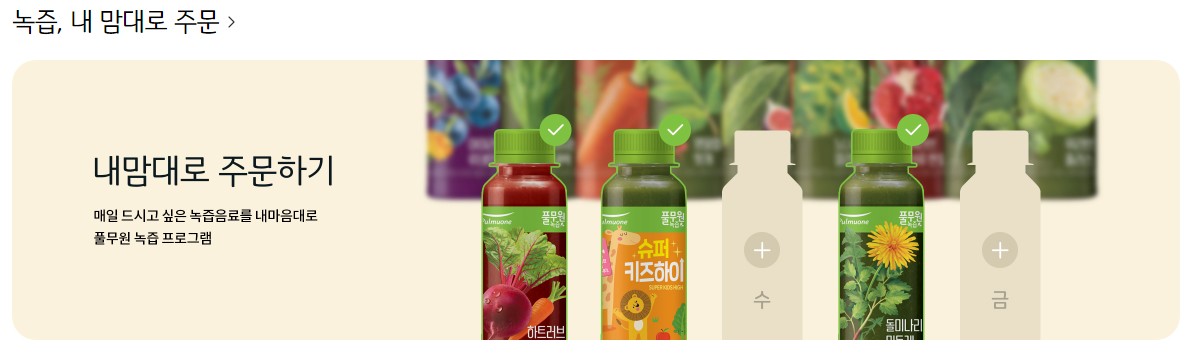 녹즙, 내 맘대로 주문 >
내맘대로 주문하기
매일 드시고 싶은 녹즙음료를 내마음대로
풀무원 녹즙 프로그램
Pulmuone
풀무원
녹즙
하트러브
Pulmuone
풀무원
녹즙
슈퍼
키즈하이
SUPER KIDS HIGH
수
Pulmuone
풀무원
녹즙
돌미나리
금